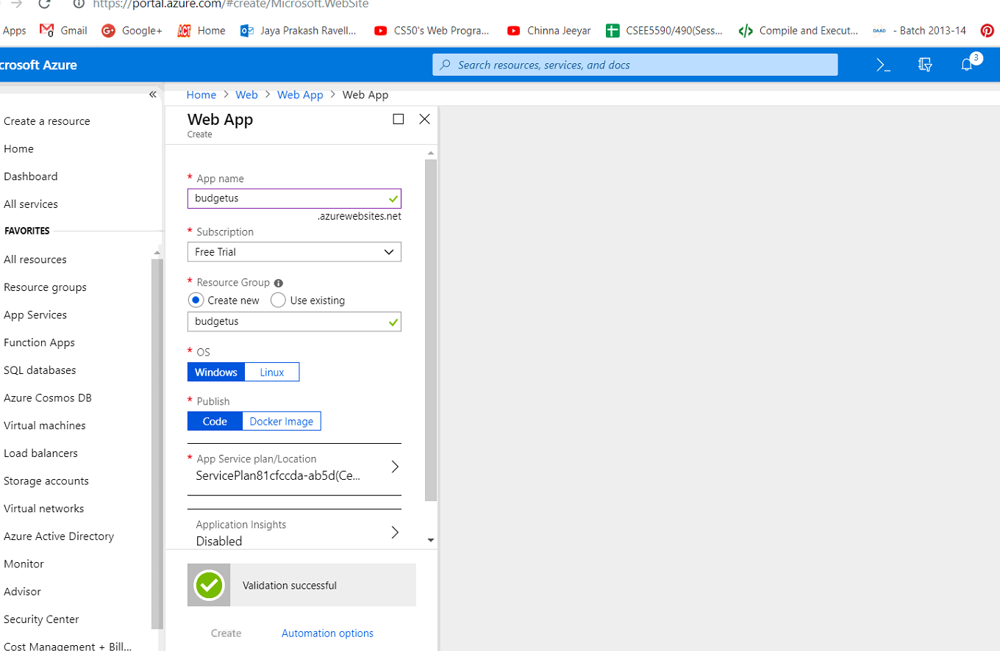 https://portal.azure.com/#create/Microsoft.WebSite
Apps Gmail Google+ Home Jaya Prakash Ravell... CS50's Web Progra... Chinna Jeeyar CSEE5590/490(Sess... Compile and Execut... DAAD - Batch 2013-14
crosoft Azure
Search resources, services, and docs
3
Home > Web > Web App > Web App
Create a resource
Home
Dashboard
All services
FAVORITES
All resources
Resource groups
App Services
Function Apps
SQL databases
Azure Cosmos DB
Virtual machines
Load balancers
Storage accounts
Virtual networks
Azure Active Directory
Monitor
Advisor
Security Center
Cost Management + Bill...
Web App
Create
* App name
budgetus
.azurewebsites.net
* Subscription
Free Trial
* Resource Group
Create new Use existing
budgetus
* OS
Windows Linux
* Publish
Code Docker Image
* App Service plan/Location
ServicePlan81cfccda-ab5d(Ce...
Application Insights
Disabled
Validation successful
Create Automation options